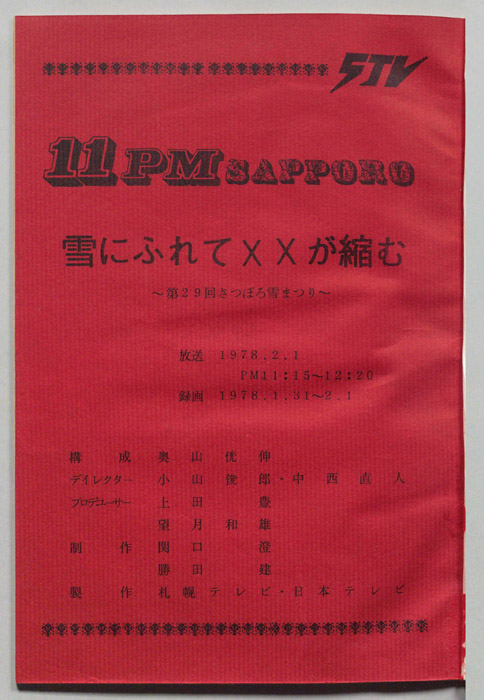 STV
11PM SAPPORO
雪にふれて××が縮む
～第29回さっぽろ雪まつり～
放送 1978.2.1
PM11:15～12:20
録画 1978.1.31～2.1
構成 奥山侊伸
デイレクター 小山俊郎・中西直人
プロデューサー 上田豊
望月和雄
制作 関口澄
勝田建
製作 札幌テレビ・日本テレビ